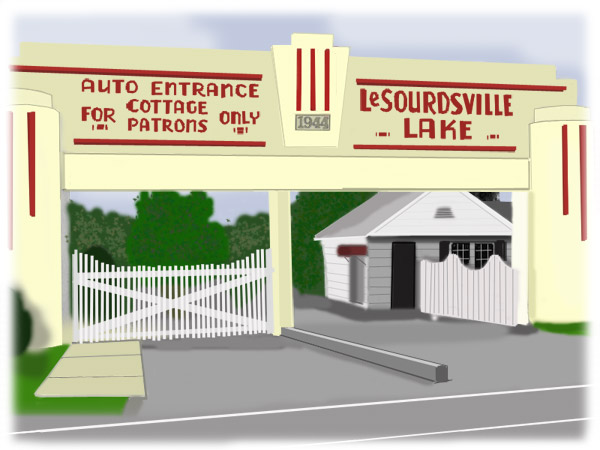 AUTO ENTRANCE
FOR COTTAGE PATRONS ONLY
1944
LeSOURDSVILLE
LAKE